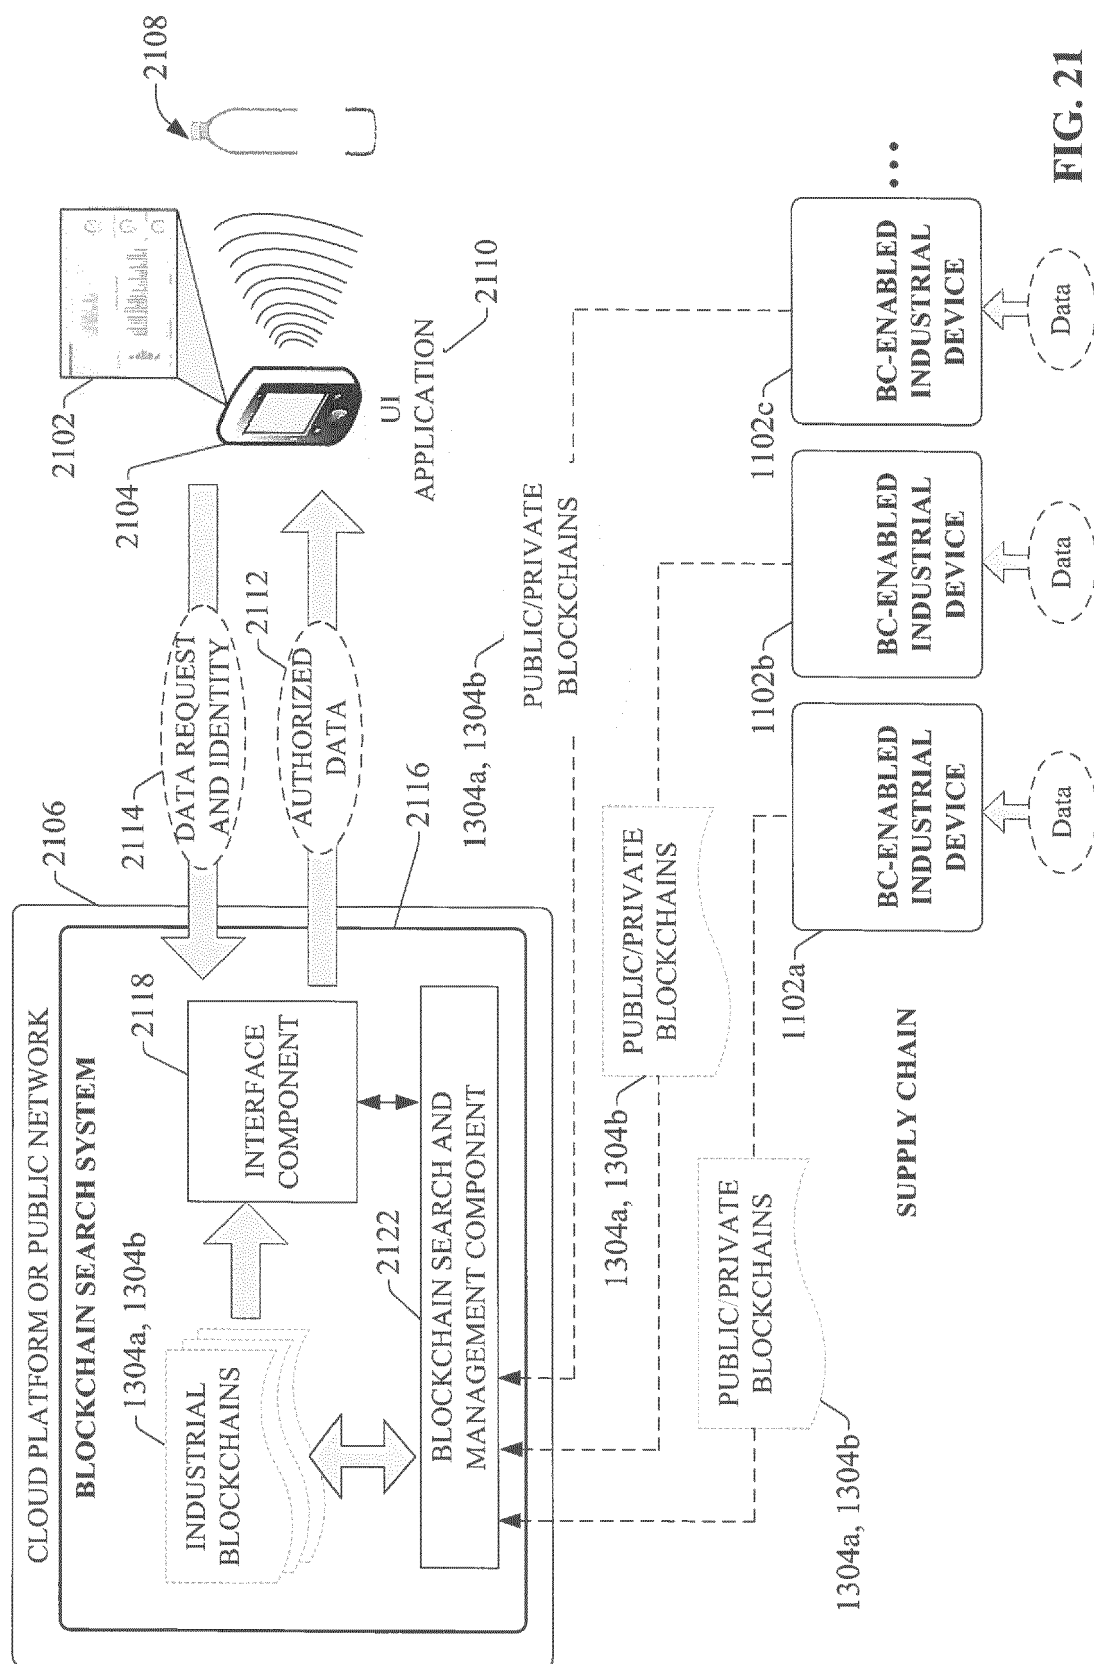 CLOUD PLATFORM OR PUBLIC NETWORK
2106
BLOCKCHAIN SEARCH SYSTEM
1304a, 1304b
INDUSTRIAL
BLOCKCHAINS
2118
INTERFACE
COMPONENT
2122
BLOCKCHAIN SEARCH AND
MANAGEMENT COMPONENT
2116
2114
DATA REQUEST
AND IDENTITY
2112
AUTHORIZED
DATA
2102
2104
2108
UI
APPLICATION
2110
1304a, 1304b
PUBLIC/PRIVATE
BLOCKCHAINS
PUBLIC/PRIVATE
BLOCKCHAINS
1304a, 1304b
PUBLIC/PRIVATE
BLOCKCHAINS
1304a, 1304b
SUPPLY CHAIN
1102a
BC-ENABLED
INDUSTRIAL
DEVICE
Data
1102b
BC-ENABLED
INDUSTRIAL
DEVICE
Data
1102c
BC-ENABLED
INDUSTRIAL
DEVICE
Data
FIG. 21